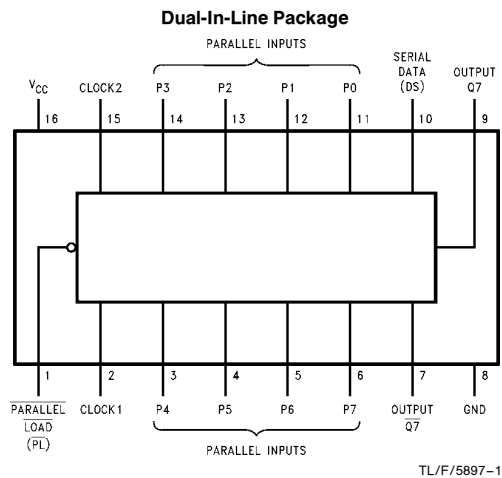 Dual-In-Line Package
PARALLEL INPUTS
SERIAL
DATA
(DS)
OUTPUT
Q7
VCC
CLOCK2
P3
P2
P1
P0
16
15
14
13
12
11
10
9
1
2
3
4
5
6
7
8
PARALLEL
LOAD
(PL)
CLOCK1
P4
P5
P6
P7
OUTPUT
Q7
GND
PARALLEL INPUTS
TL/F/5897–1